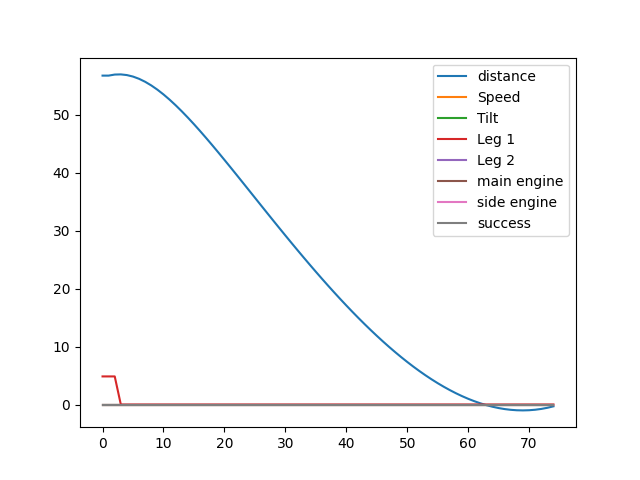 distance
Speed
Tilt
Leg 1
Leg 2
main engine
side engine
success
50
40
30
20
10
0
0 10 20 30 40 50 60 70